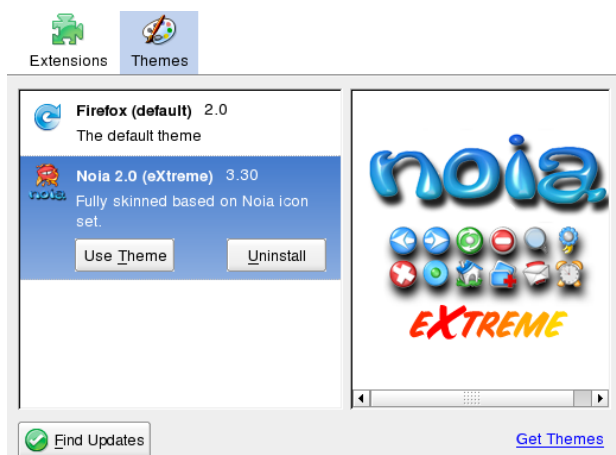 Extensions Themes
Firefox (default) 2.0
The default theme
noia
Noia 2.0 (eXtreme) 3.30
Fully skinned based on Noia icon
set.
Use Theme Uninstall
noia
eXTREME
Find Updates
Get Themes